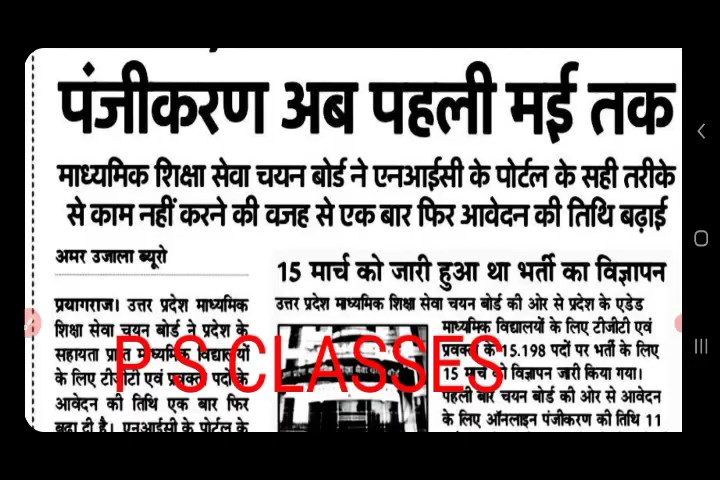 पंजीकरण अब पहली मई तक
माध्यमिक शिक्षा सेवा चयन बोर्ड ने एनआईसी के पोर्टल के सही तरीके
से काम नहीं करने की वजह से एक बार फिर आवेदन की तिथि बढ़ाई
अमर उजाला ब्यूरो
प्रयागराज। उत्तर प्रदेश माध्यमिक
शिक्षा सेवा चयन बोर्ड ने प्रदेश के
सहायता प्राप्त माध्यमिक विद्यालयों
के लिए टीजीटी एवं प्रवक्ता पदों के
आवेदन की तिथि एक बार फिर
बढ़ा दी है। एनआईसी के पोर्टल के
15 मार्च को जारी हुआ था भर्ती का विज्ञापन
उत्तर प्रदेश माध्यमिक शिक्षा सेवा चयन बोर्ड की ओर से प्रदेश के एडेड
माध्यमिक विद्यालयों के लिए टीजीटी एवं
प्रवक्ता के 15.198 पदों पर भर्ती के लिए
15 मार्च को विज्ञापन जारी किया गया।
पहली बार चयन बोर्ड की ओर से आवेदन
के लिए ऑनलाइन पंजीकरण की तिथि 11
P S CLASSES